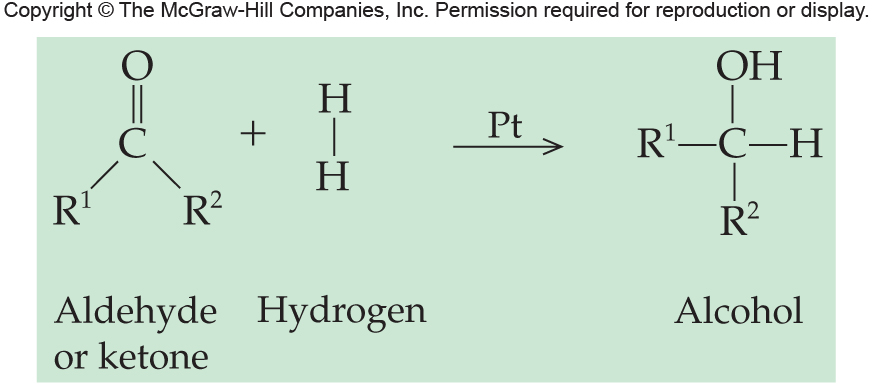 Copyright © The McGraw-Hill Companies, Inc. Permission required for reproduction or display.
O
C
R¹ R²
+
H
H
Pt
OH
R¹—C—H
R²
Aldehyde or ketone
Hydrogen
Alcohol